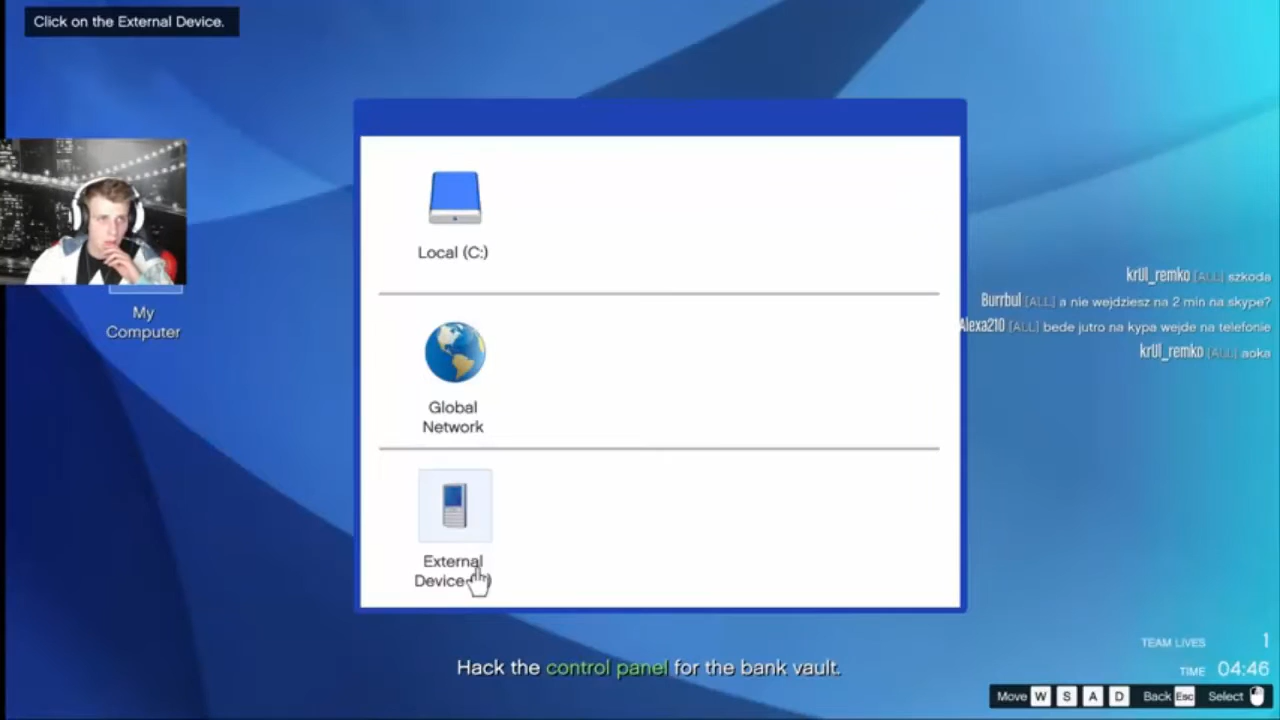 Click on the External Device.
My
Computer
Local (C:)
Global
Network
External
Device
krUl_remko [ALL] szkoda
Burrbul [ALL] a nie wejdziesz na 2 min na skype?
Alexa210 [ALL] bede jutro na kypa wejde na telefonie
krUl_remko [ALL] aoka
Hack the control panel for the bank vault.
TEAM LIVES 1
TIME 04:46
Move W S A D Back Esc Select